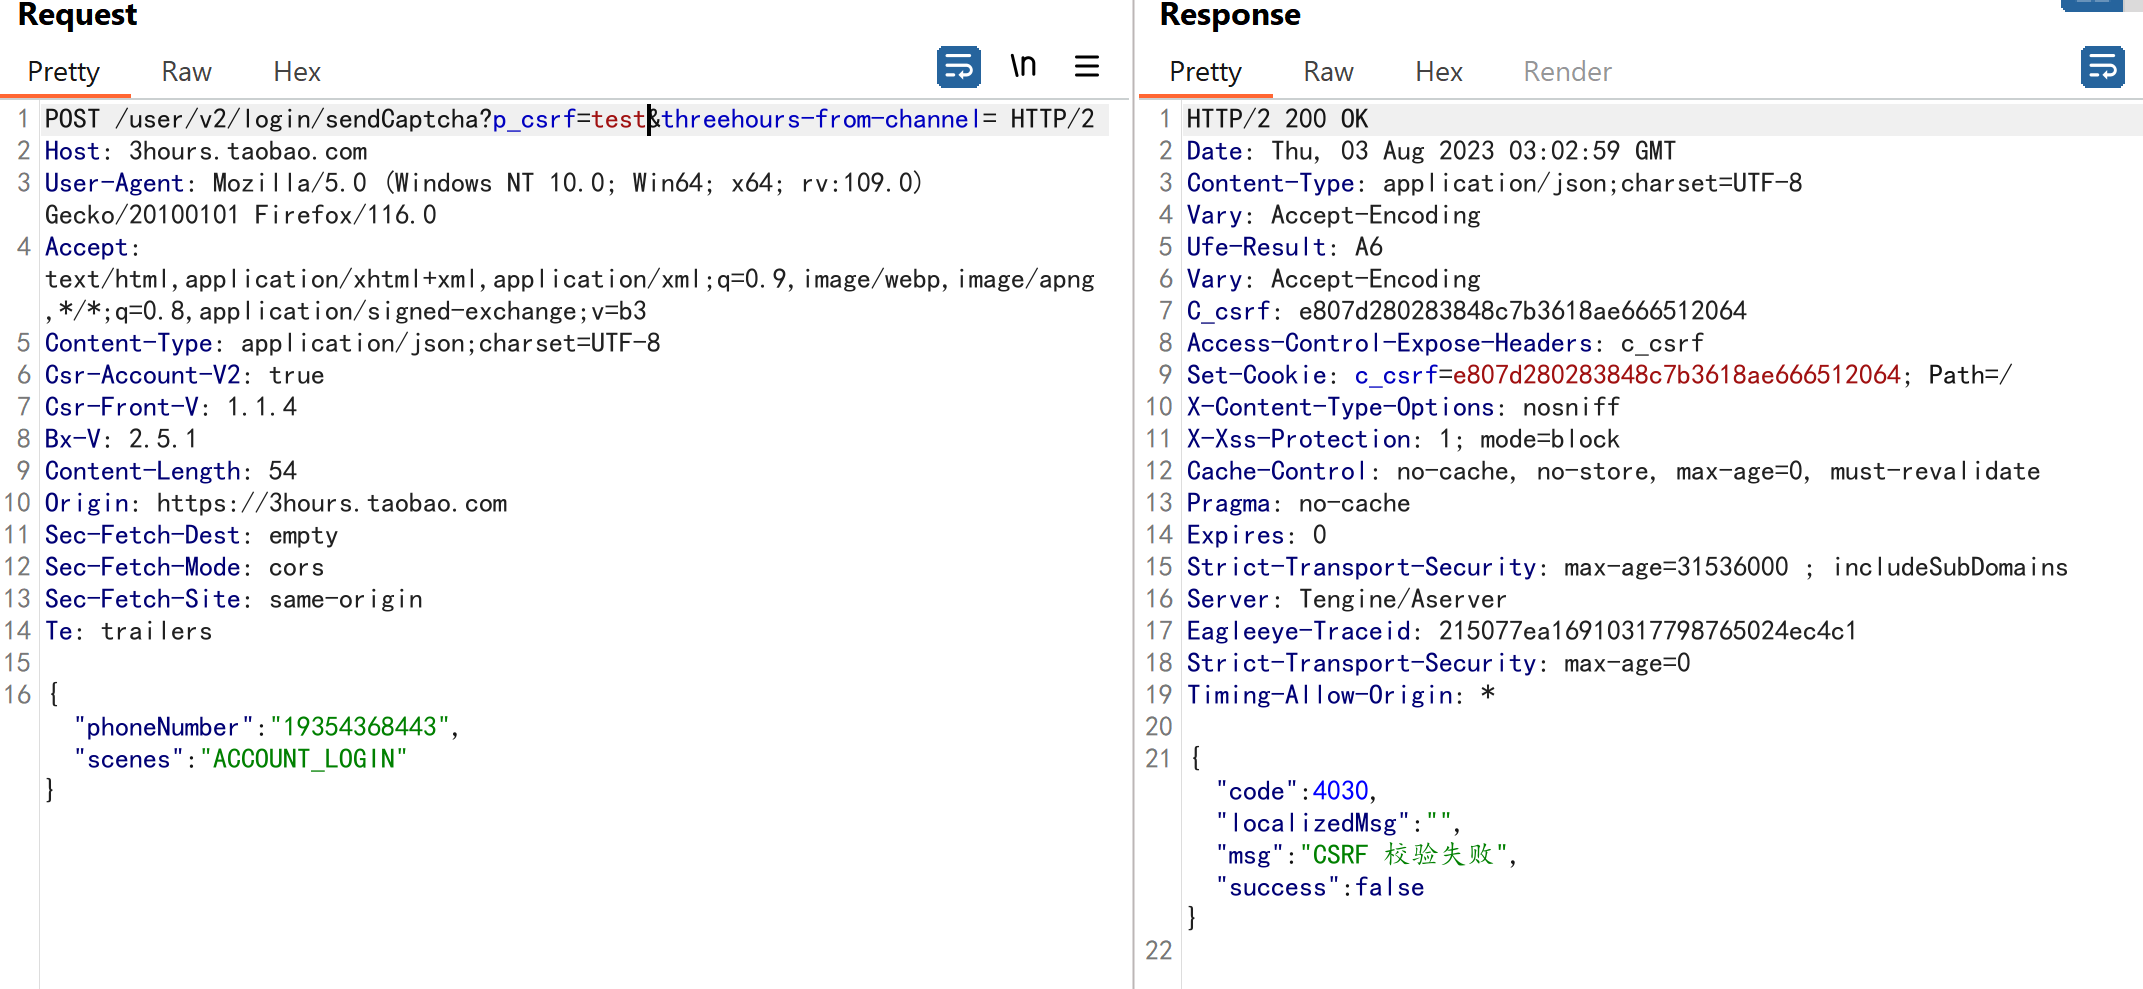 Request
Pretty Raw Hex \n
1 POST /user/v2/login/sendCaptcha?p_csrf=test&threehours-from-channel= HTTP/2
2 Host: 3hours.taobao.com
3 User-Agent: Mozilla/5.0 (Windows NT 10.0; Win64; x64; rv:109.0)
Gecko/20100101 Firefox/116.0
4 Accept:
text/html,application/xhtml+xml,application/xml;q=0.9,image/webp,image/apng
,*/*;q=0.8,application/signed-exchange;v=b3
5 Content-Type: application/json;charset=UTF-8
6 Csr-Account-V2: true
7 Csr-Front-V: 1.1.4
8 Bx-V: 2.5.1
9 Content-Length: 54
10 Origin: https://3hours.taobao.com
11 Sec-Fetch-Dest: empty
12 Sec-Fetch-Mode: cors
13 Sec-Fetch-Site: same-origin
14 Te: trailers
15
16 {
"phoneNumber":"19354368443",
"scenes":"ACCOUNT_LOGIN"
}
Response
Pretty Raw Hex Render
1 HTTP/2 200 OK
2 Date: Thu, 03 Aug 2023 03:02:59 GMT
3 Content-Type: application/json;charset=UTF-8
4 Vary: Accept-Encoding
5 Ufe-Result: A6
6 Vary: Accept-Encoding
7 C_csrf: e807d280283848c7b3618ae666512064
8 Access-Control-Expose-Headers: c_csrf
9 Set-Cookie: c_csrf=e807d280283848c7b3618ae666512064; Path=/
10 X-Content-Type-Options: nosniff
11 X-Xss-Protection: 1; mode=block
12 Cache-Control: no-cache, no-store, max-age=0, must-revalidate
13 Pragma: no-cache
14 Expires: 0
15 Strict-Transport-Security: max-age=31536000 ; includeSubDomains
16 Server: Tengine/Aserver
17 Eagleeye-Traceid: 215077ea16910317798765024ec4c1
18 Strict-Transport-Security: max-age=0
19 Timing-Allow-Origin: *
20
21 {
"code":4030,
"localizedMsg":"",
"msg":"CSRF 校验失败",
"success":false
}
22